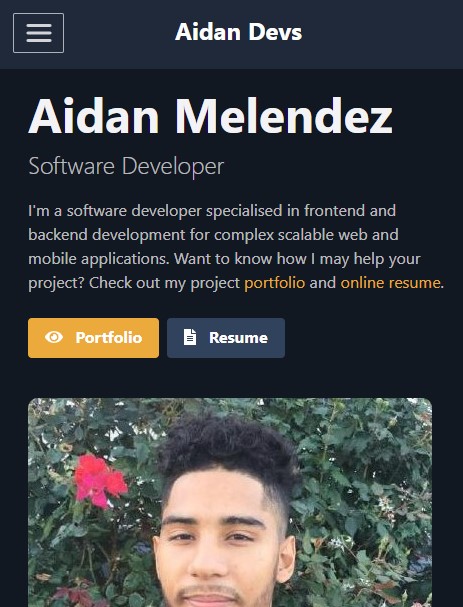 Aidan Devs
Aidan Melendez
Software Developer
I'm a software developer specialised in frontend and
backend development for complex scalable web and
mobile applications. Want to know how I may help your
project? Check out my project portfolio and online resume.
Portfolio
Resume